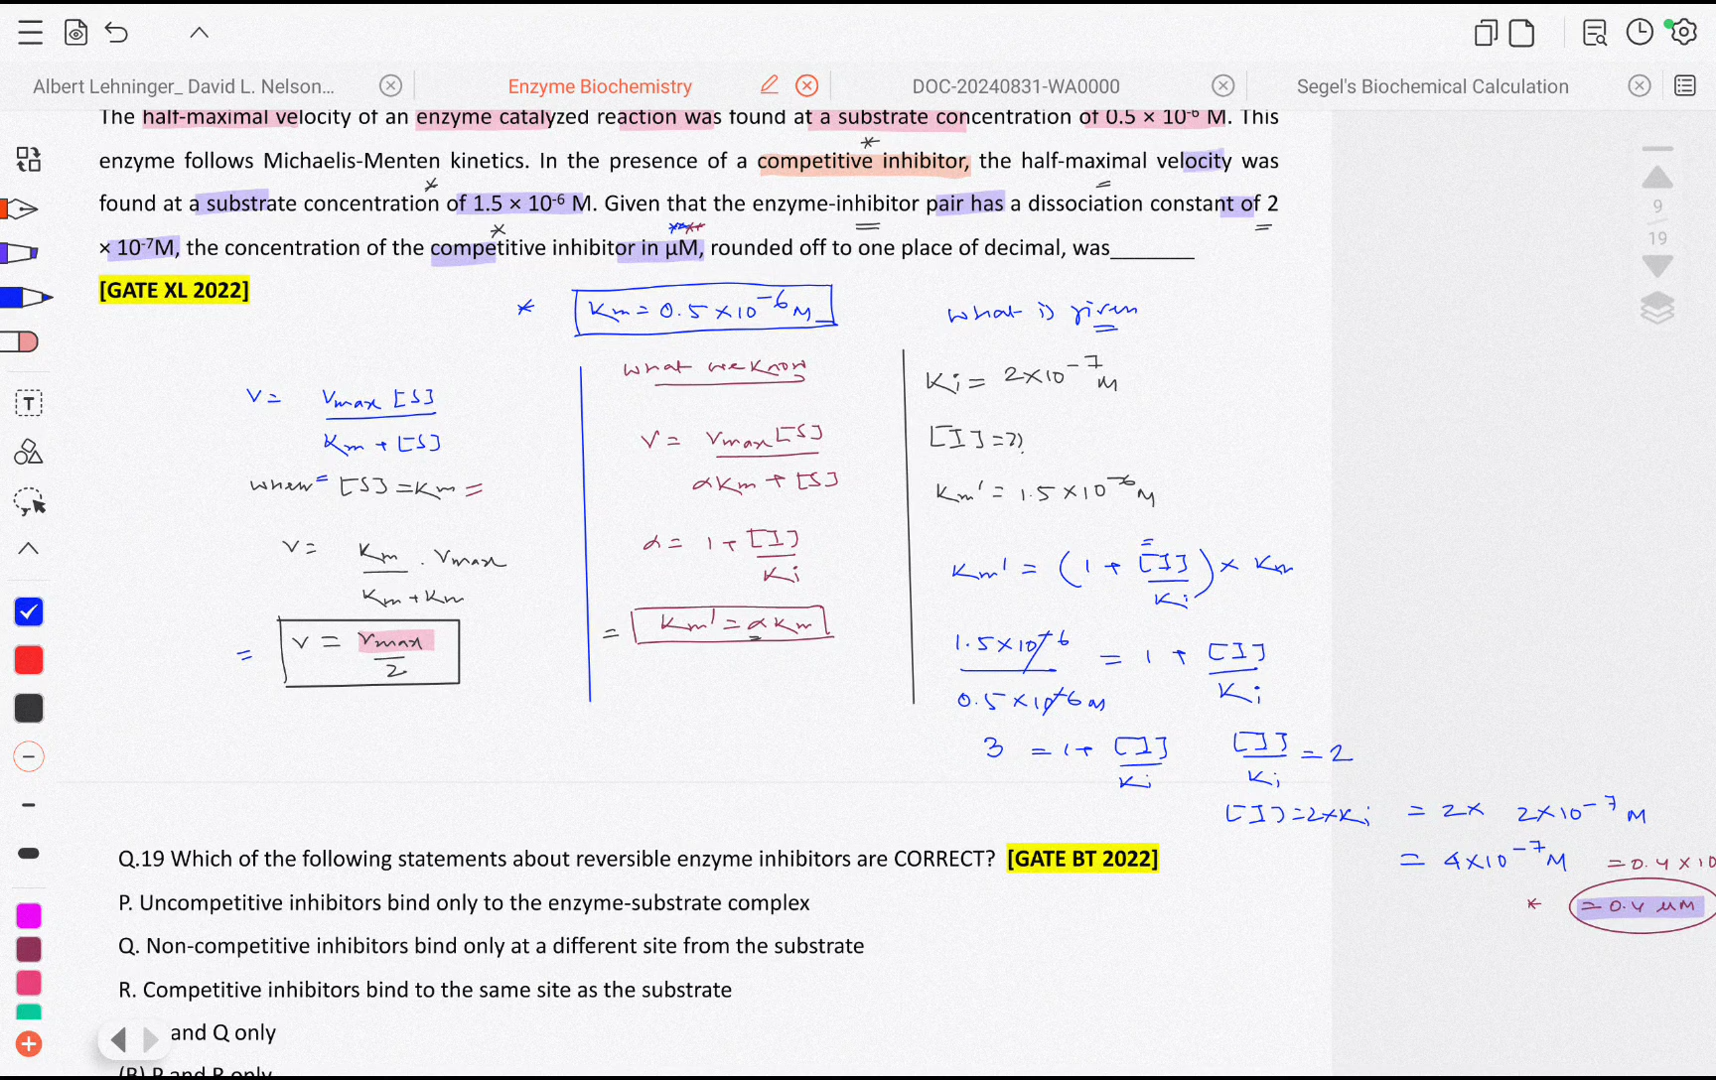 Albert Lehninger_ David L. Nelson...
Enzyme Biochemistry
DOC-20240831-WA0000
Segel's Biochemical Calculation
The half-maximal velocity of an enzyme catalyzed reaction was found at a substrate concentration of 0.5 × 10⁻⁶ M. This
enzyme follows Michaelis-Menten kinetics. In the presence of a competitive inhibitor, the half-maximal velocity was
found at a substrate concentration of 1.5 × 10⁻⁶ M. Given that the enzyme-inhibitor pair has a dissociation constant of 2
× 10⁻⁷M, the concentration of the competitive inhibitor in µM, rounded off to one place of decimal, was_______
[GATE XL 2022]
* Km = 0.5 × 10⁻⁶ M
V = Vmax [S] / Km + [S]
when [S] = Km =
V = Km / Km + Km . Vmax
= V = Vmax / 2
what we know
V = Vmax [S] / αKm + [S]
α = 1 + [I] / Ki
= Km' = αKm
what is given
Ki = 2×10⁻⁷ M
[I] = ??
Km' = 1.5 × 10⁻⁶ M
Km' = (1 + [I] / Ki) × Km
1.5 × 10⁻⁶ / 0.5 × 10⁻⁶ M = 1 + [I] / Ki
3 = 1 + [I] / Ki
[I] / Ki = 2
[I] = 2×Ki = 2× 2×10⁻⁷ M
= 4×10⁻⁷ M = 0.4 × 10
* = 0.4 µM
9
19
Q.19 Which of the following statements about reversible enzyme inhibitors are CORRECT? [GATE BT 2022]
P. Uncompetitive inhibitors bind only to the enzyme-substrate complex
Q. Non-competitive inhibitors bind only at a different site from the substrate
R. Competitive inhibitors bind to the same site as the substrate
and Q only
(B) P and R only